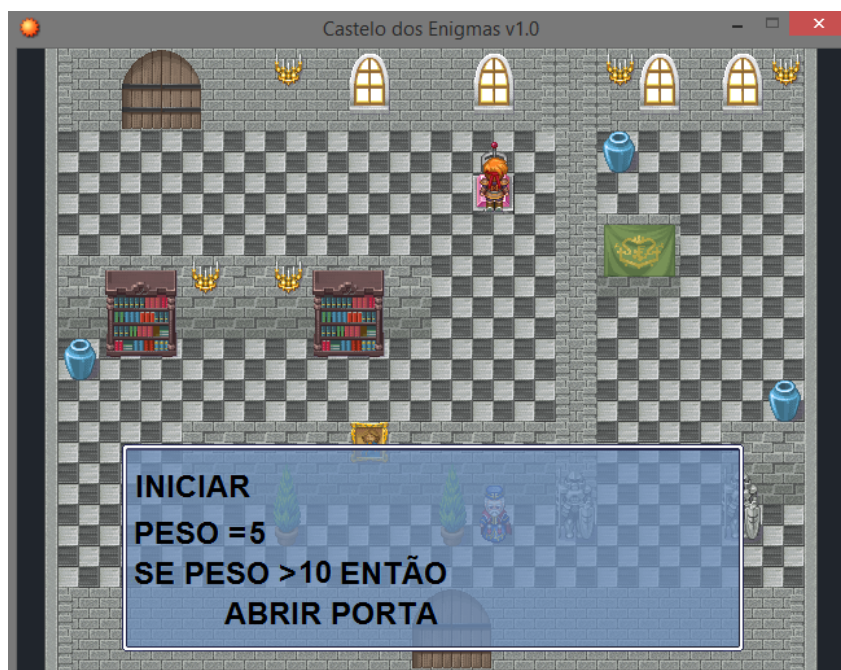 Castelo dos Enigmas v1.0
INICIAR
PESO =5
SE PESO >10 ENTÃO
ABRIR PORTA